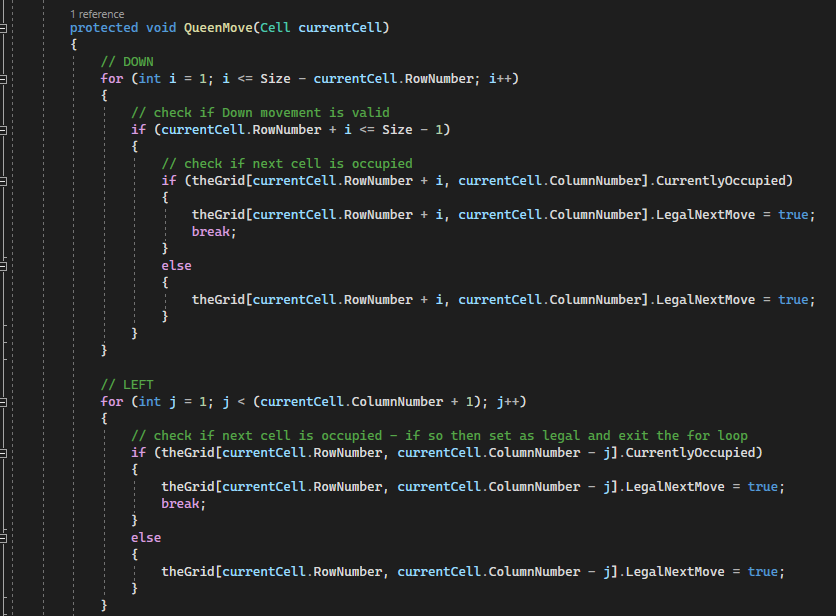 1 reference
protected void QueenMove(Cell currentCell)
{
// DOWN
for (int i = 1; i <= Size - currentCell.RowNumber; i++)
{
// check if Down movement is valid
if (currentCell.RowNumber + i <= Size - 1)
{
// check if next cell is occupied
if (theGrid[currentCell.RowNumber + i, currentCell.ColumnNumber].CurrentlyOccupied)
{
theGrid[currentCell.RowNumber + i, currentCell.ColumnNumber].LegalNextMove = true;
break;
}
else
{
theGrid[currentCell.RowNumber + i, currentCell.ColumnNumber].LegalNextMove = true;
}
}
}
// LEFT
for (int j = 1; j < (currentCell.ColumnNumber + 1); j++)
{
// check if next cell is occupied - if so then set as legal and exit the for loop
if (theGrid[currentCell.RowNumber, currentCell.ColumnNumber - j].CurrentlyOccupied)
{
theGrid[currentCell.RowNumber, currentCell.ColumnNumber - j].LegalNextMove = true;
break;
}
else
{
theGrid[currentCell.RowNumber, currentCell.ColumnNumber - j].LegalNextMove = true;
}
}